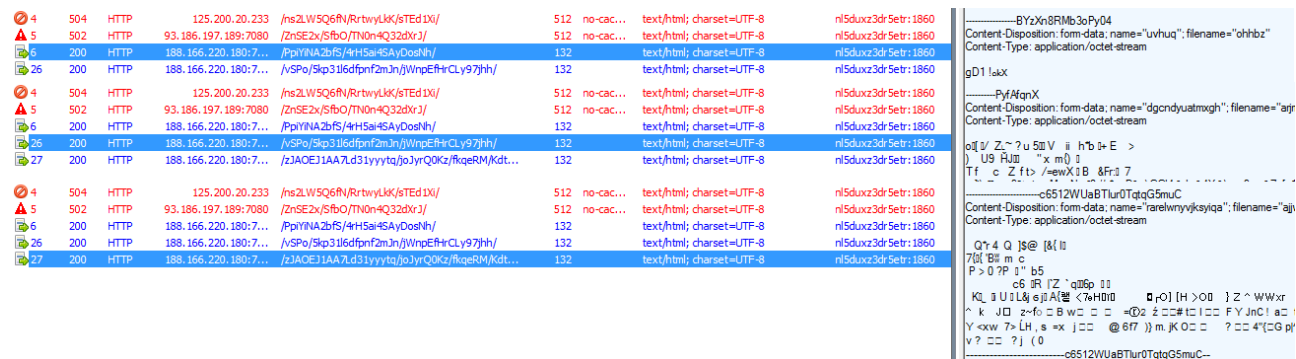 4 504 HTTP 125.200.20.233 /ns2LW5Q6fN/RrtwyLkK/sTEd1Xi/ 512 no-cac... text/html; charset=UTF-8 nl5duxz3dr5etr:1860
5 502 HTTP 93.186.197.189:7080 /ZnSE2x/SfbO/TN0n4Q32dXrJ/ 512 no-cac... text/html; charset=UTF-8 nl5duxz3dr5etr:1860
6 200 HTTP 188.166.220.180:7... /PpiYiNA2bfS/4rH5ai4SAyDosNh/ 132 text/html; charset=UTF-8 nl5duxz3dr5etr:1860
26 200 HTTP 188.166.220.180:7... /vSPo/5kp31l6dfpnf2mJn/jWnpEfHrCLy97jhh/ 132 text/html; charset=UTF-8 nl5duxz3dr5etr:1860
4 504 HTTP 125.200.20.233 /ns2LW5Q6fN/RrtwyLkK/sTEd1Xi/ 512 no-cac... text/html; charset=UTF-8 nl5duxz3dr5etr:1860
5 502 HTTP 93.186.197.189:7080 /ZnSE2x/SfbO/TN0n4Q32dXrJ/ 512 no-cac... text/html; charset=UTF-8 nl5duxz3dr5etr:1860
6 200 HTTP 188.166.220.180:7... /PpiYiNA2bfS/4rH5ai4SAyDosNh/ 132 text/html; charset=UTF-8 nl5duxz3dr5etr:1860
26 200 HTTP 188.166.220.180:7... /vSPo/5kp31l6dfpnf2mJn/jWnpEfHrCLy97jhh/ 132 text/html; charset=UTF-8 nl5duxz3dr5etr:1860
27 200 HTTP 188.166.220.180:7... /zJAOEJ1AA7Ld31yyytq/joJyrQ0Kz/fkqeRM/Kdt... 132 text/html; charset=UTF-8 nl5duxz3dr5etr:1860
4 504 HTTP 125.200.20.233 /ns2LW5Q6fN/RrtwyLkK/sTEd1Xi/ 512 no-cac... text/html; charset=UTF-8 nl5duxz3dr5etr:1860
5 502 HTTP 93.186.197.189:7080 /ZnSE2x/SfbO/TN0n4Q32dXrJ/ 512 no-cac... text/html; charset=UTF-8 nl5duxz3dr5etr:1860
6 200 HTTP 188.166.220.180:7... /PpiYiNA2bfS/4rH5ai4SAyDosNh/ 132 text/html; charset=UTF-8 nl5duxz3dr5etr:1860
26 200 HTTP 188.166.220.180:7... /vSPo/5kp31l6dfpnf2mJn/jWnpEfHrCLy97jhh/ 132 text/html; charset=UTF-8 nl5duxz3dr5etr:1860
27 200 HTTP 188.166.220.180:7... /zJAOEJ1AA7Ld31yyytq/joJyrQ0Kz/fkqeRM/Kdt... 132 text/html; charset=UTF-8 nl5duxz3dr5etr:1860
-----------------BYzXn8RMb3oPy04
Content-Disposition: form-data; name="uvhuq"; filename="ohhbz"
Content-Type: application/octet-stream
gD1 !
----------PyfAfqnX
Content-Disposition: form-data; name="dgcndyuatmxgh"; filename="
Content-Type: application/octet-stream
-------------------------c6512WUaBTlur0TqtqG5muC
Content-Disposition: form-data; name="rarelwnyvjksyiqa"; filename="
Content-Type: application/octet-stream
-------------------------c6512WUaBTlur0TqtqG5muC--